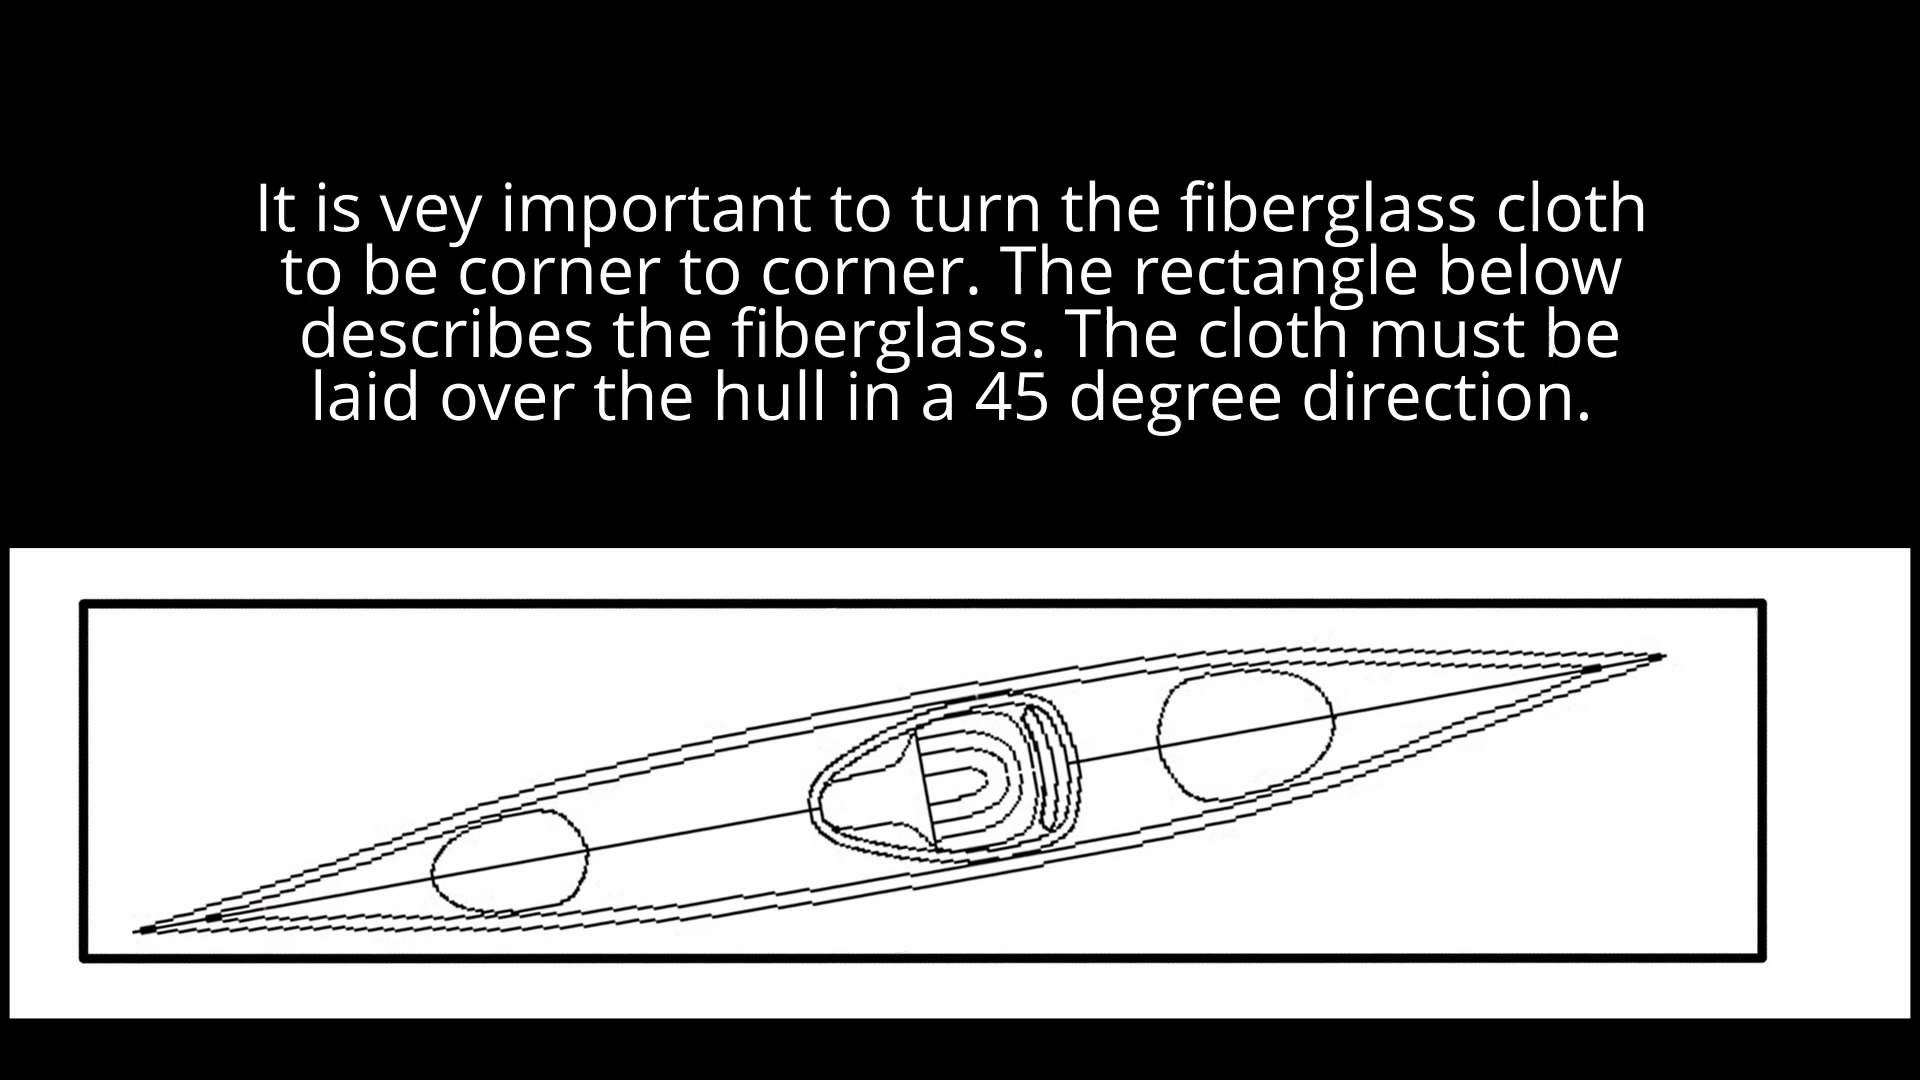 It is vey important to turn the fiberglass cloth
to be corner to corner. The rectangle below
describes the fiberglass. The cloth must be
laid over the hull in a 45 degree direction.